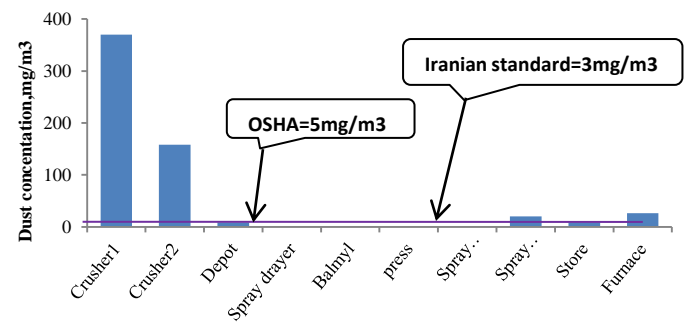 Dust concentation,mg/m3
400
300
200
100
0
OSHA=5mg/m3
Iranian standard=3mg/m3
Crusher1
Crusher2
Depot
Spray drayer
Balmyl
press
Spray..
Spray..
Store
Furnace